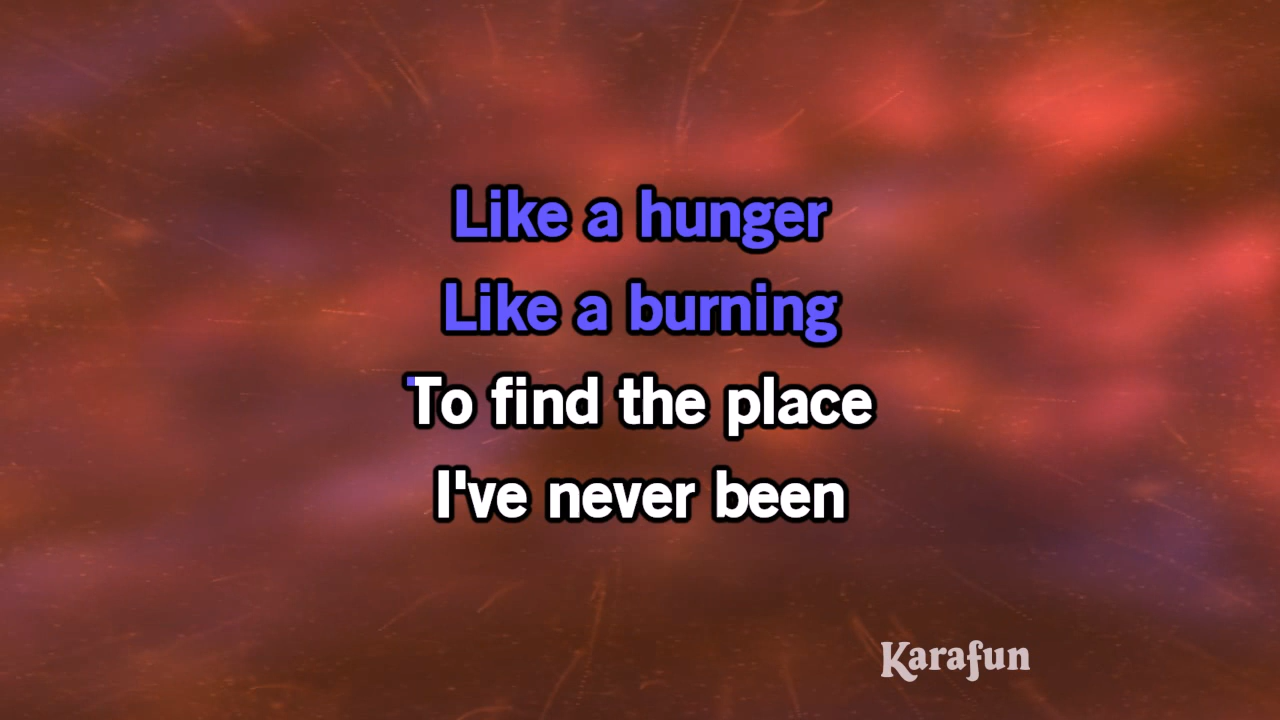 Like a hunger
Like a burning
To find the place
I've never been
Karafun